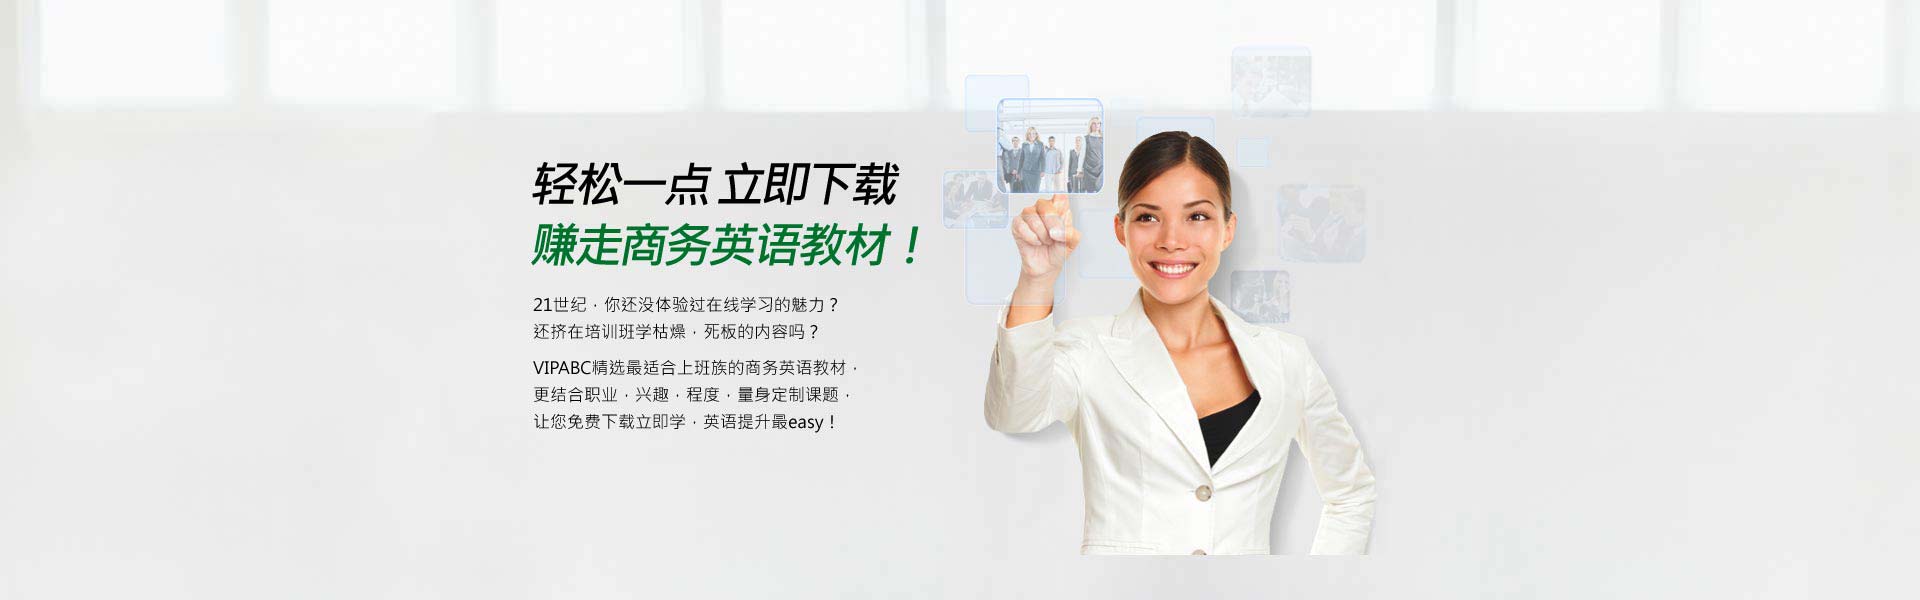 轻松一点 立即下载
赚走商务英语教材！
21世纪，你还没体验过在线学习的魅力？
还挤在培训班学枯燥，死板的内容吗？
VIPABC精选最适合上班族的商务英语教材，
更结合职业，兴趣，程度，量身定制课题，
让您免费下载立即学，英语提升最easy！